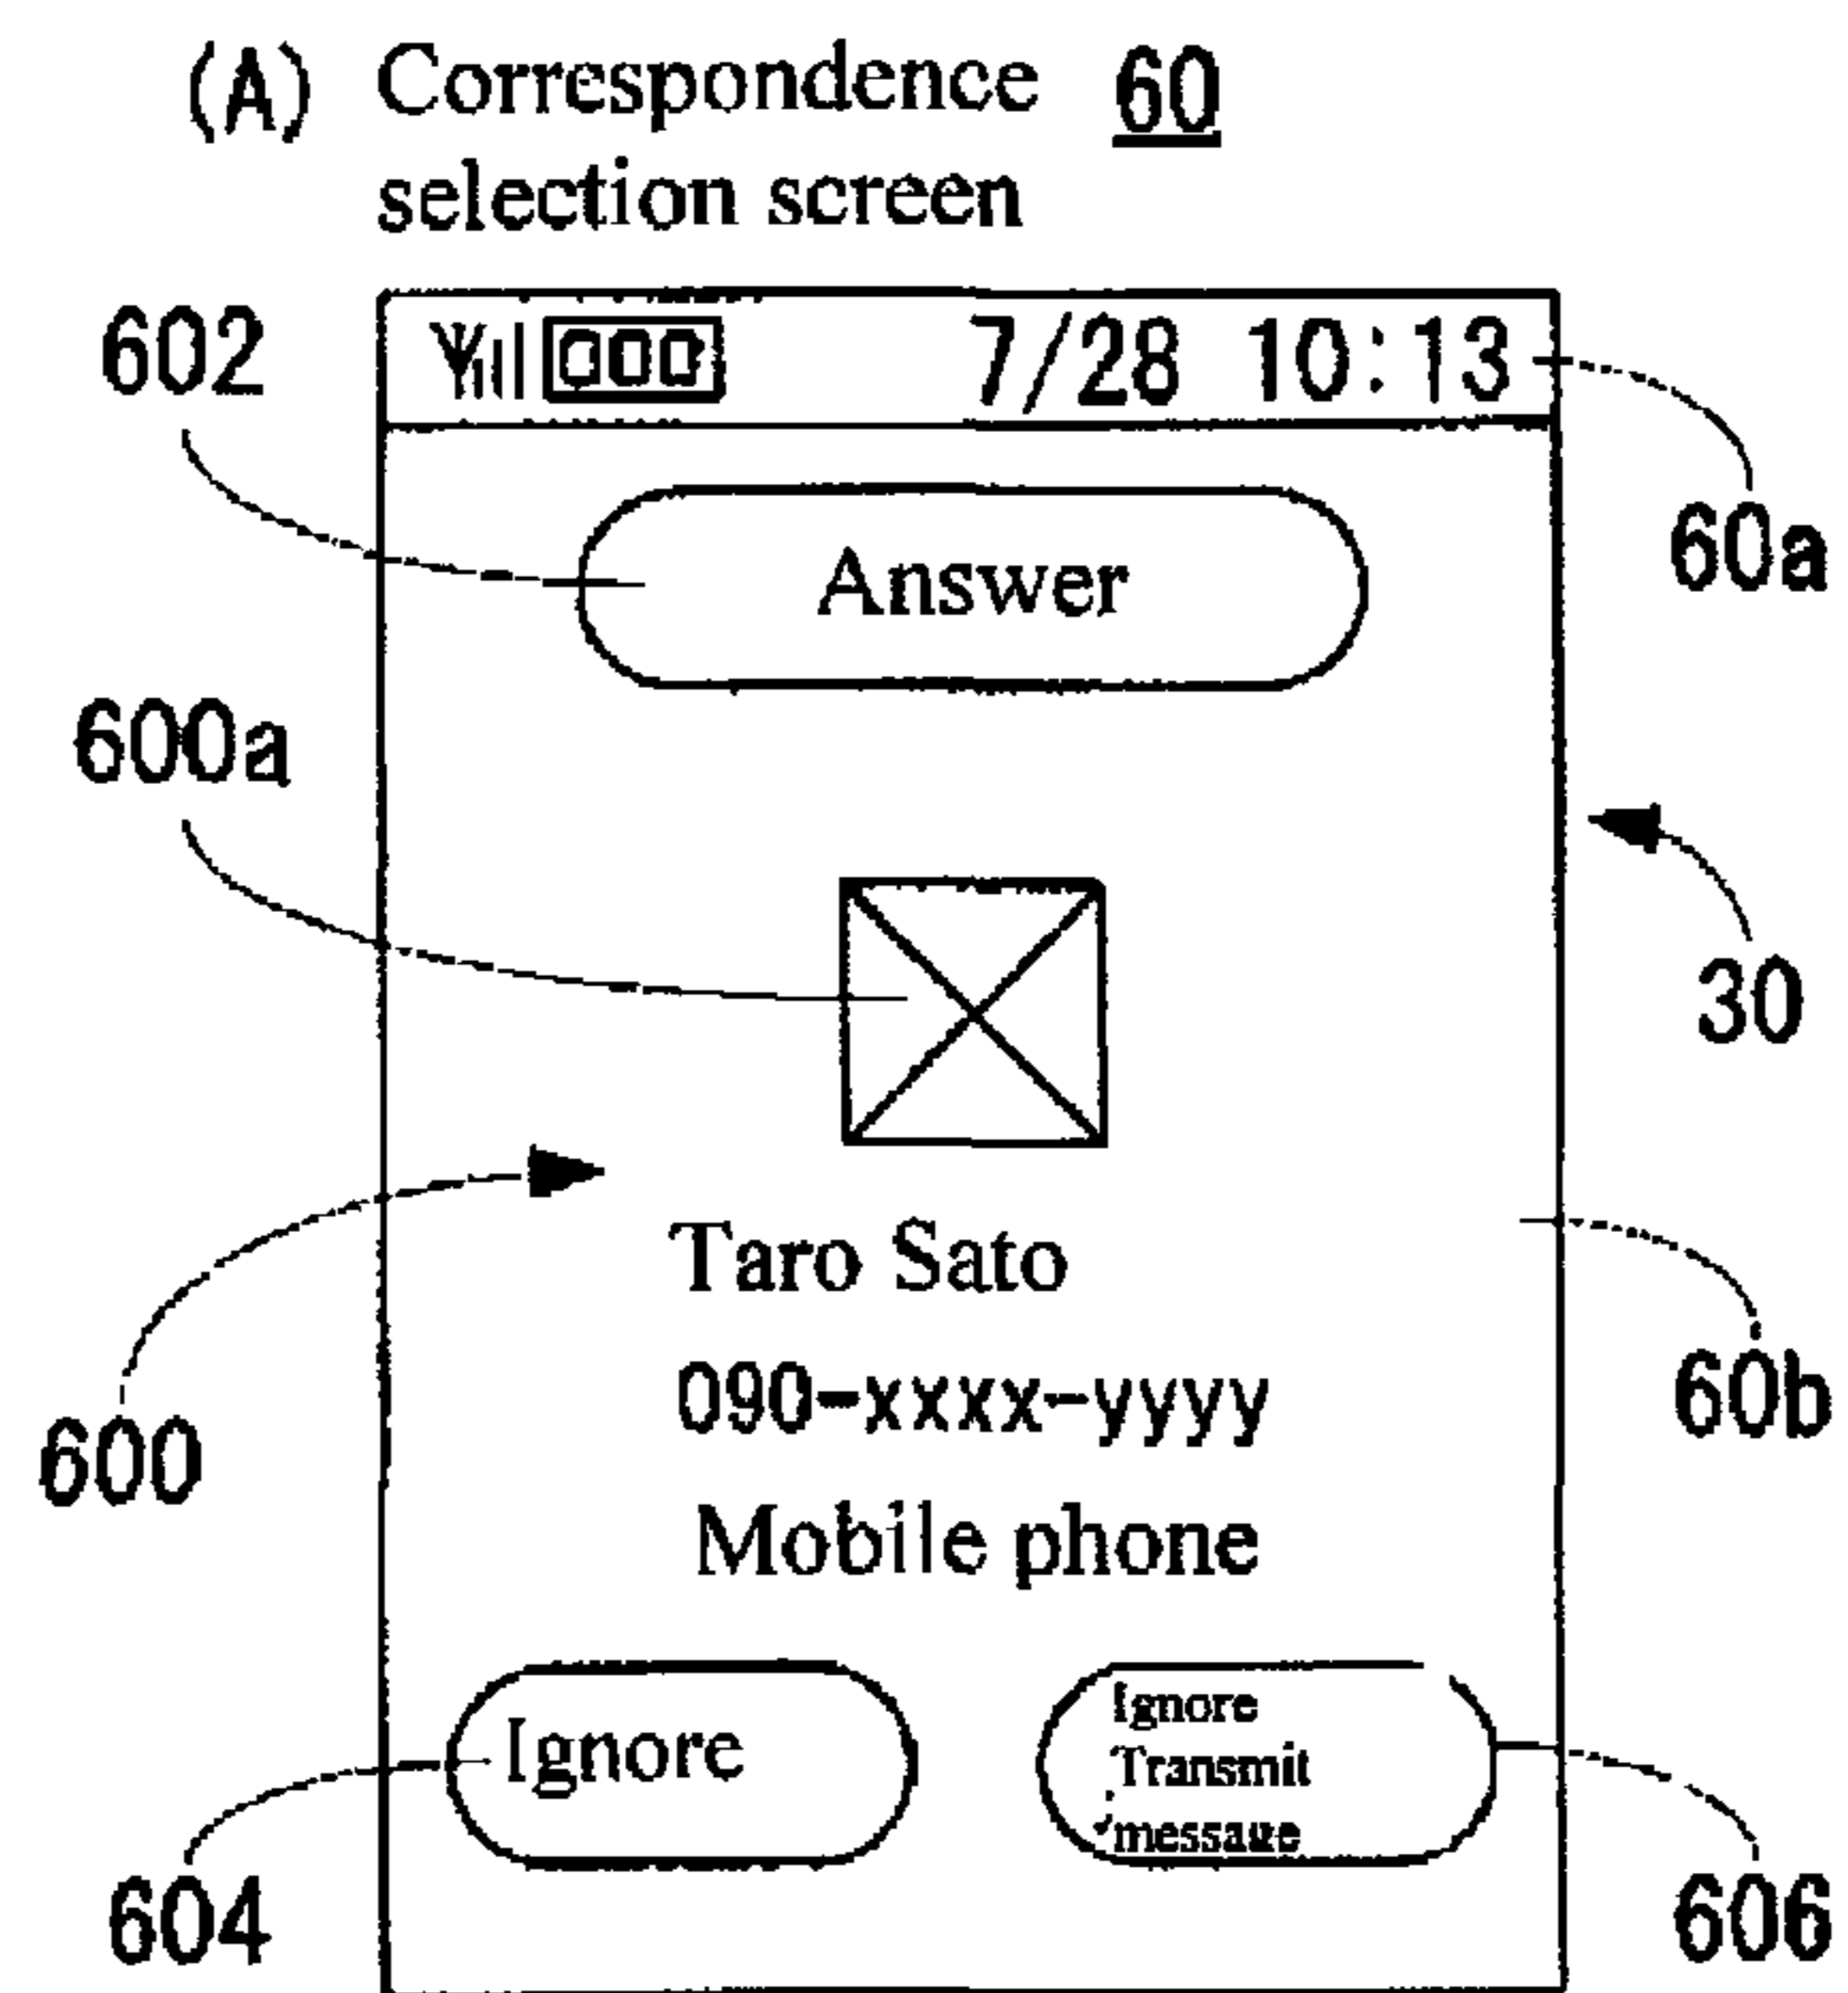 (A) Correspondence 60
selection screen
602
7/28 10:13
60a
Answer
600a
30
Taro Sato
090-xxxx-yyyy
60b
600
Mobile phone
Ignore
Ignore
Transmit
message
604
606